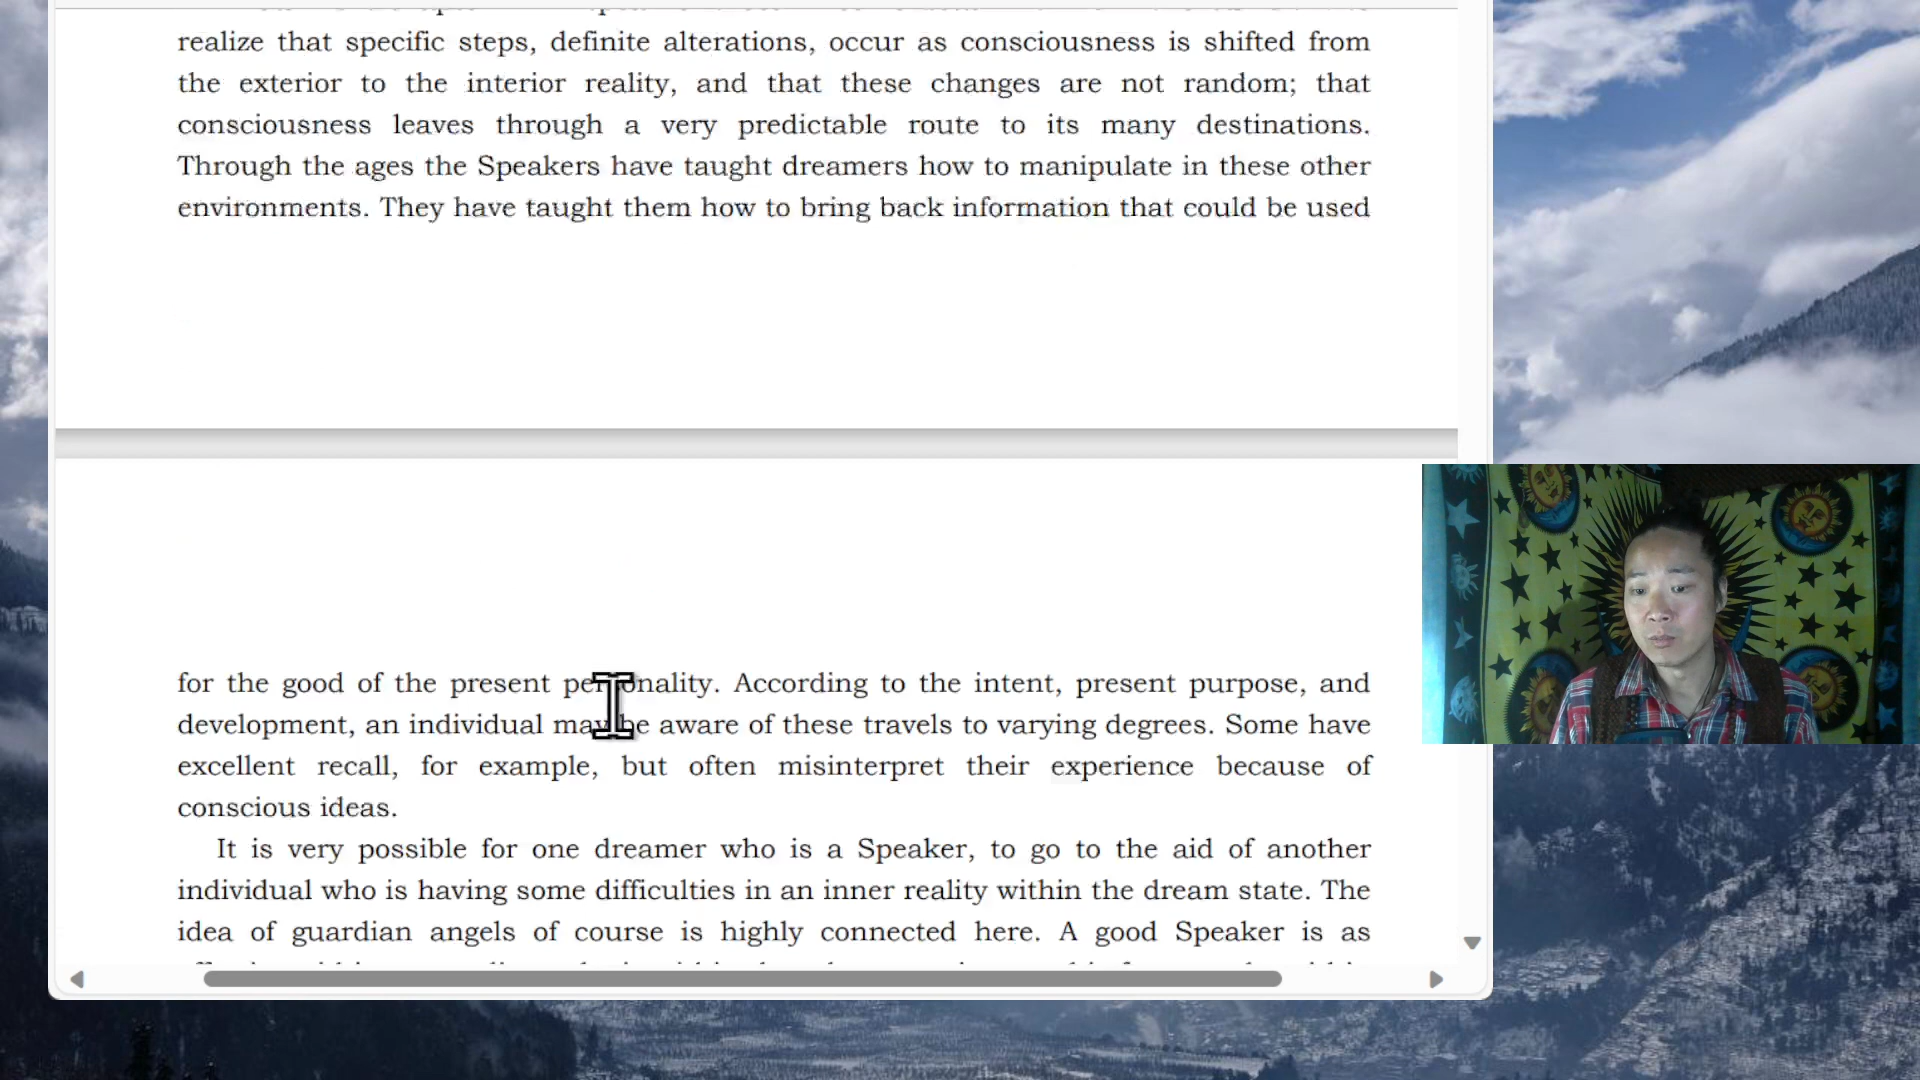 realize that specific steps, definite alterations, occur as consciousness is shifted from
the exterior to the interior reality, and that these changes are not random; that
consciousness leaves through a very predictable route to its many destinations.
Through the ages the Speakers have taught dreamers how to manipulate in these other
environments. They have taught them how to bring back information that could be used
for the good of the present personality. According to the intent, present purpose, and
development, an individual may be aware of these travels to varying degrees. Some have
excellent recall, for example, but often misinterpret their experience because of
conscious ideas.
It is very possible for one dreamer who is a Speaker, to go to the aid of another
individual who is having some difficulties in an inner reality within the dream state. The
idea of guardian angels of course is highly connected here. A good Speaker is as